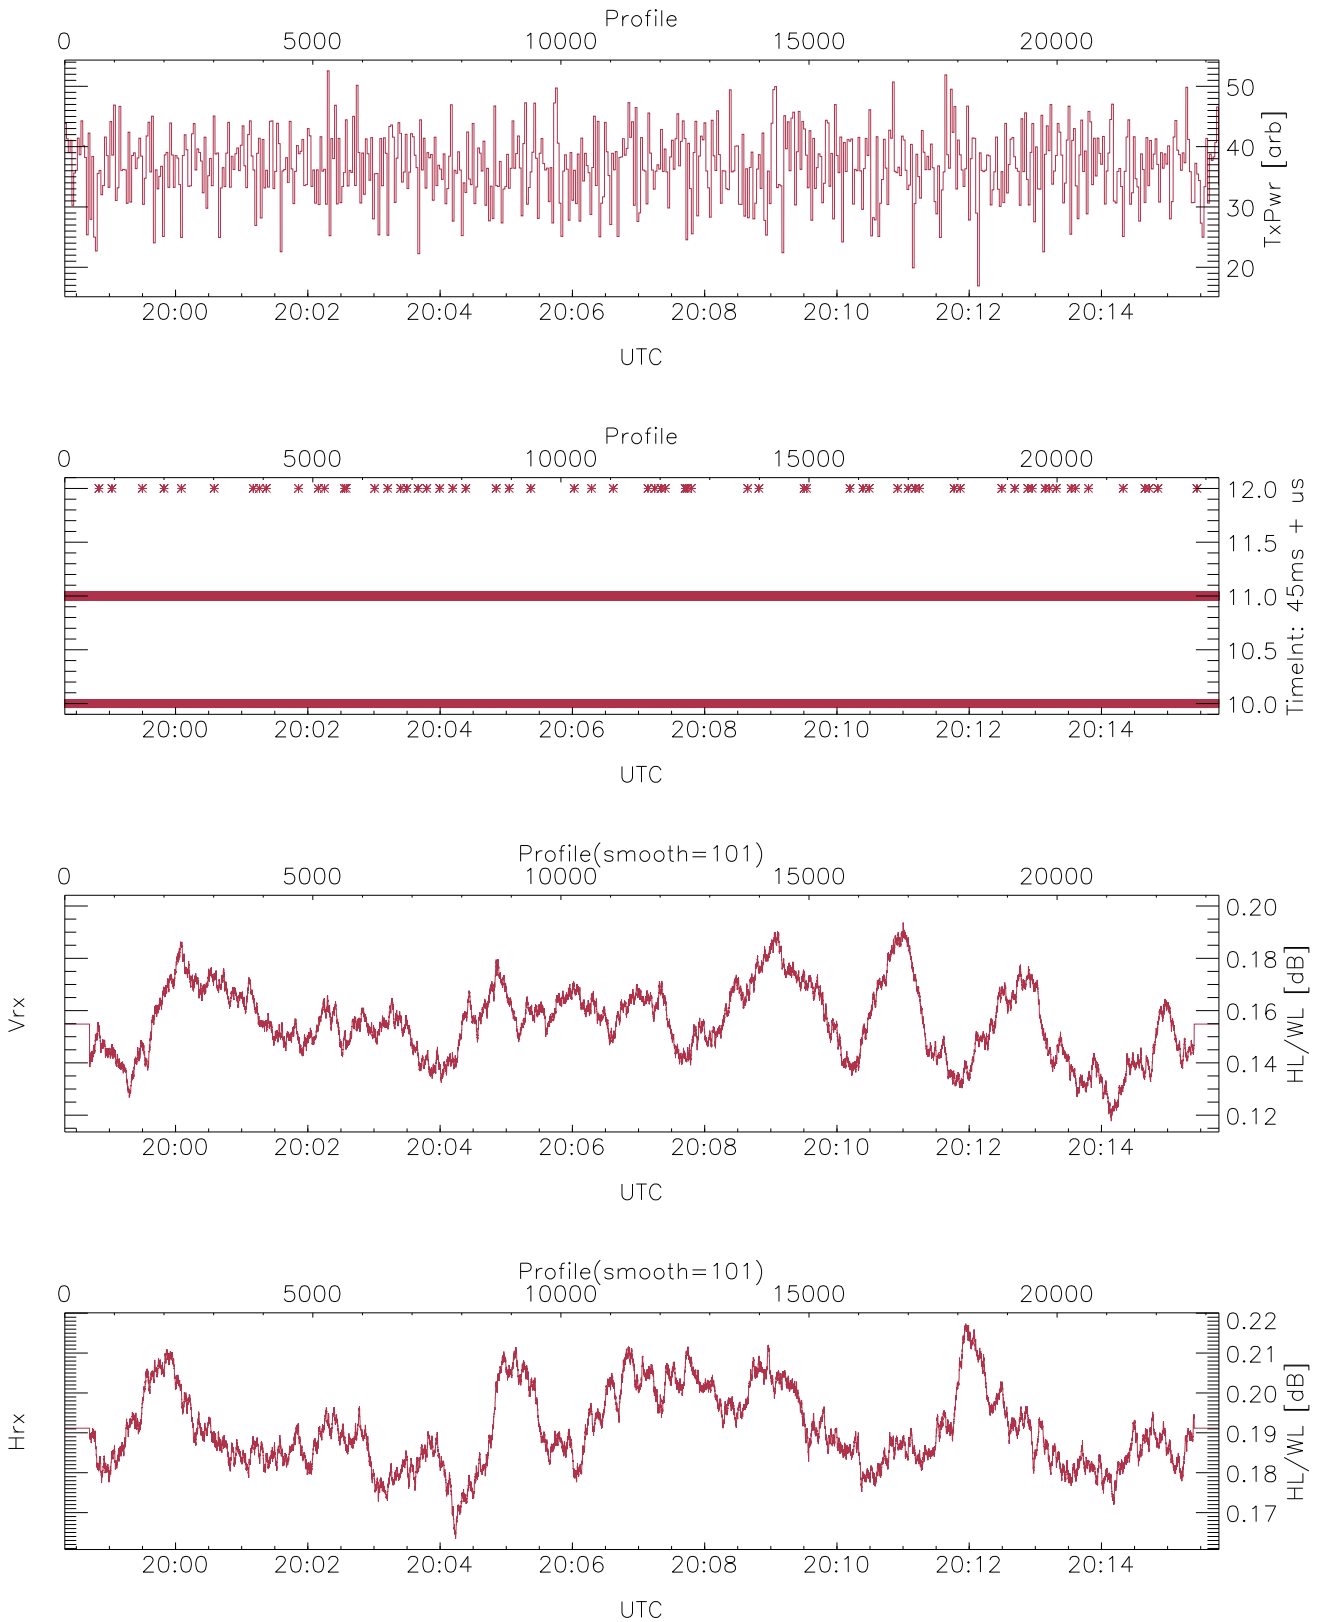 Profile
0 5000 10000 15000 20000
50
40
30
20
TxPwr [arb]
20:00 20:02 20:04 20:06 20:08 20:10 20:12 20:14
UTC
Profile
0 5000 10000 15000 20000
12.0
11.5
11.0
10.5
10.0
TimeInt: 45ms + us
20:00 20:02 20:04 20:06 20:08 20:10 20:12 20:14
UTC
Profile(smooth=101)
0 5000 10000 15000 20000
Vrx
0.20
0.18
0.16
0.14
0.12
HL/WL [dB]
20:00 20:02 20:04 20:06 20:08 20:10 20:12 20:14
UTC
Profile(smooth=101)
0 5000 10000 15000 20000
Hrx
0.22
0.21
0.20
0.19
0.18
0.17
HL/WL [dB]
20:00 20:02 20:04 20:06 20:08 20:10 20:12 20:14
UTC